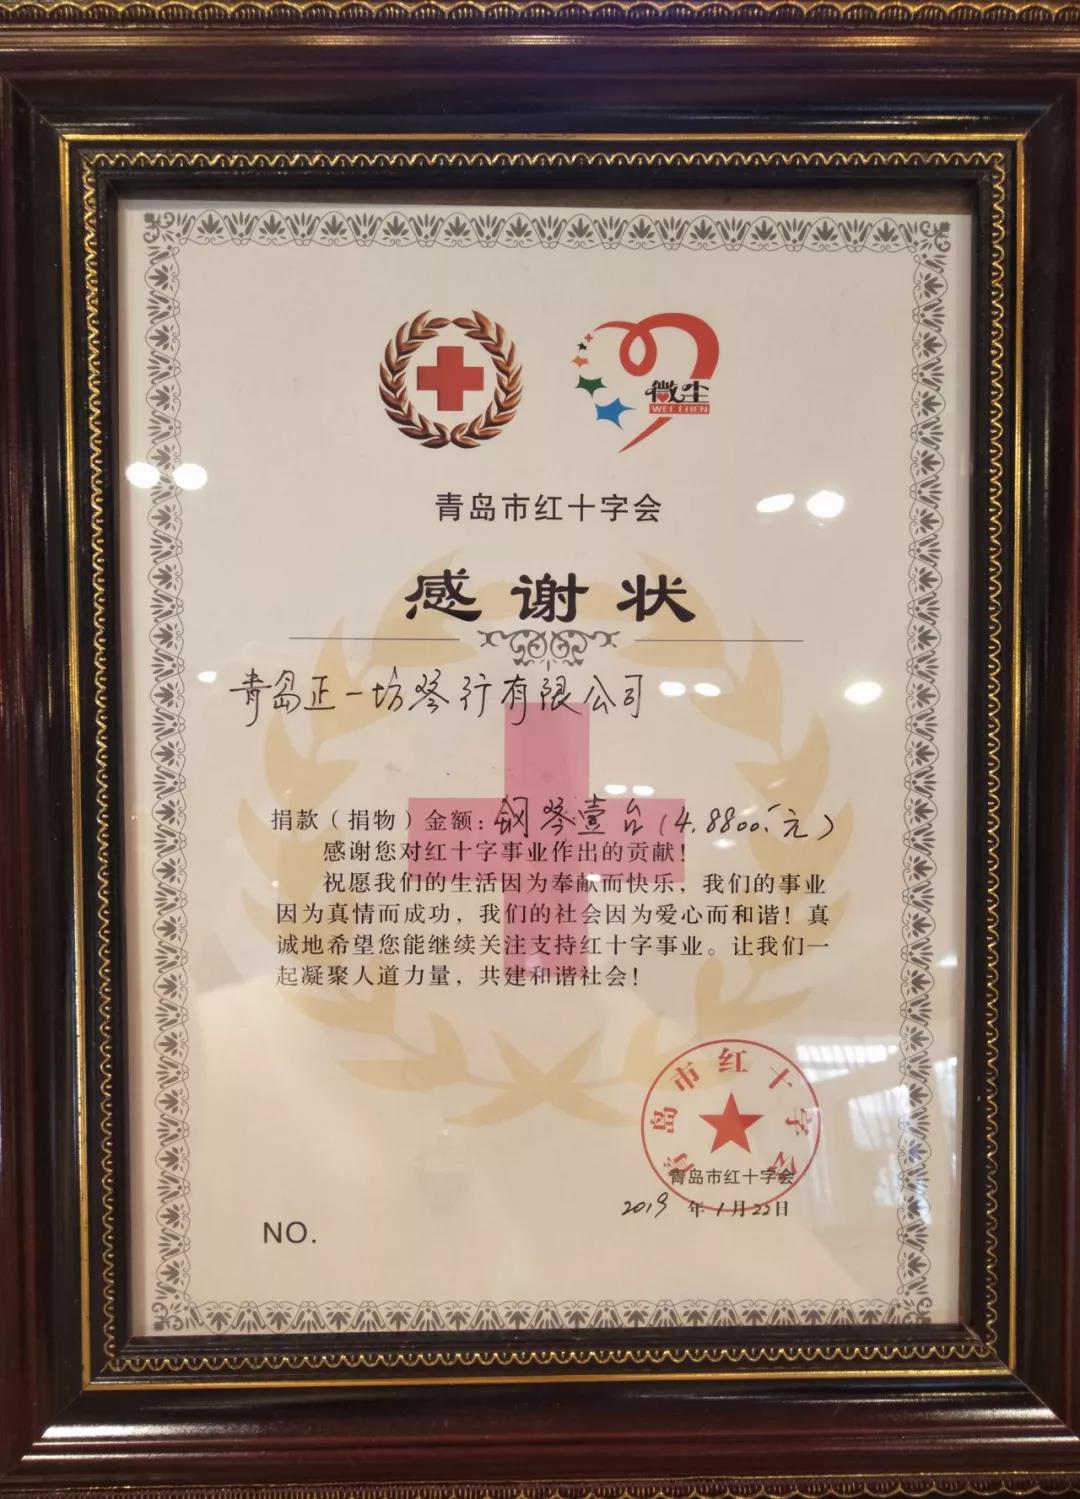 微尘
WEI CHEN
青岛市红十字会
感谢状
青岛正一坊琴行有限公司
捐款（捐物）金额：钢琴壹台（4.8800.元）
感谢您对红十字事业作出的贡献！
祝愿我们的生活因为奉献而快乐，我们的事业
因为真情而成功，我们的社会因为爱心而和谐！真
诚地希望您能继续关注支持红十字事业。让我们一
起凝聚人道力量，共建和谐社会！
青岛市红十字会
青岛市红十字会
2019年1月23日
NO.